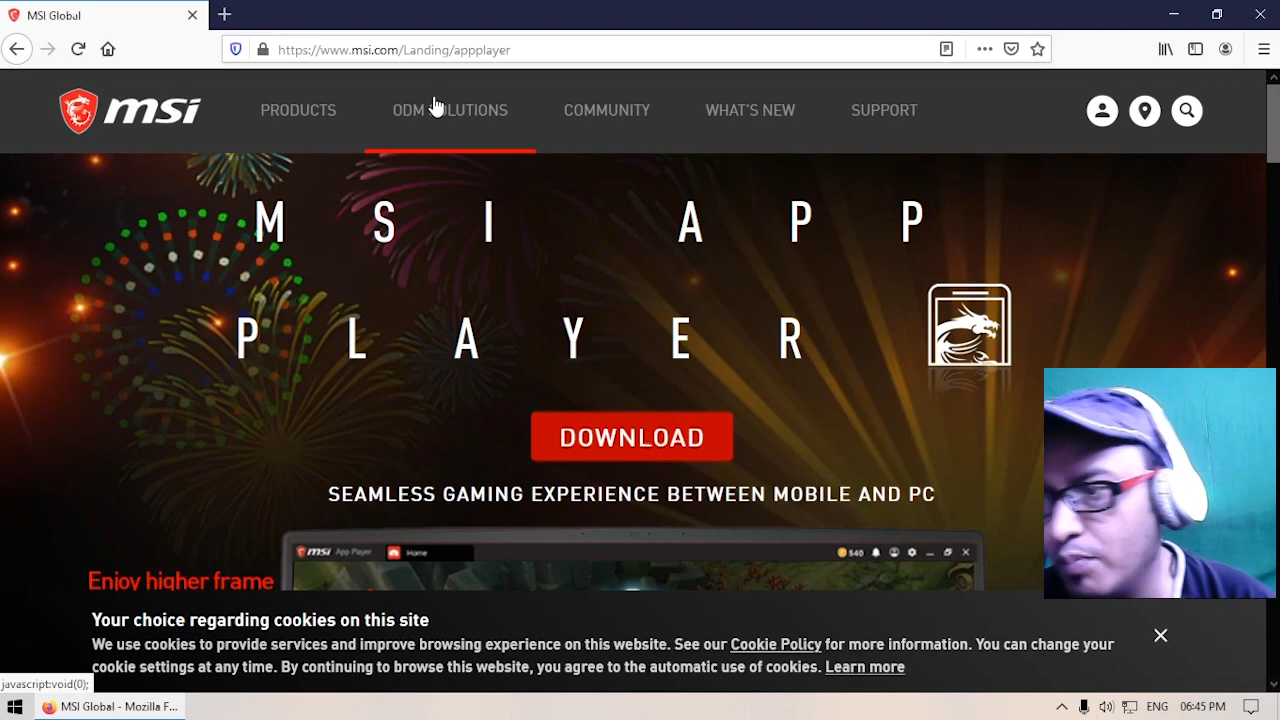 MSI Global
https://www.msi.com/Landing/appplayer
msi
PRODUCTS
ODM SOLUTIONS
COMMUNITY
WHAT'S NEW
SUPPORT
MSI APP
PLAYER
DOWNLOAD
SEAMLESS GAMING EXPERIENCE BETWEEN MOBILE AND PC
msi App Player
Home
540
Enjoy higher frame
Your choice regarding cookies on this site
We use cookies to provide services and improve browsing experience on this website. See our Cookie Policy for more information. You can change your
cookie settings at any time. By continuing to browse this website, you agree to the automatic use of cookies. Learn more
javascript:void(0);
MSI Global - Mozilla F...
ENG
06:45 PM